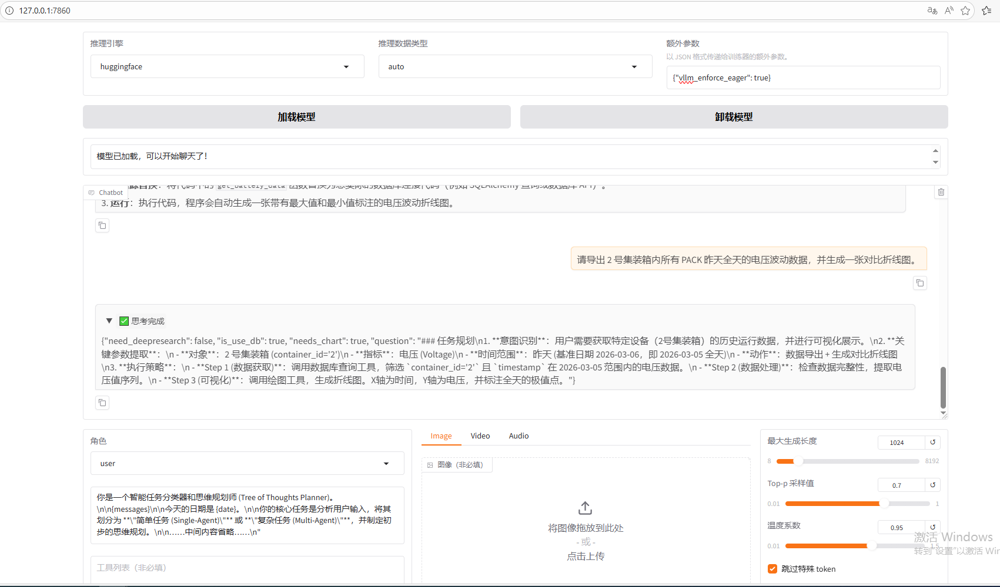 127.0.0.1:7860
推理引擎
推理数据类型
额外参数
以 JSON 格式传递给训练器的额外参数。
huggingface
auto
{"vllm_enforce_eager": true}
加载模型
卸载模型
模型已加载，可以开始聊天了！
Chatbot
3. 运行：执行代码，程序会自动生成一张带有最大值和最小值标注的电压波动折线图。
请导出 2 号集装箱内所有 PACK 昨天全天的电压波动数据，并生成一张对比折线图。
思考完成
{"need_deepresearch": false, "is_use_db": true, "needs_chart": true, "question": "### 任务规划\n1. **意图识别**：用户需要获取特定设备（2号集装箱）的历史运行数据，并进行可视化展示。\n2. **关
键参数提取**：\n - **对象**：2 号集装箱 (container_id='2')\n - **指标**：电压 (Voltage)\n - **时间范围**：昨天 (基准日期 2026-03-06，即 2026-03-05 全天)\n - **动作**：数据导出 + 生成对比折线图
\n3. **执行策略**：\n - **Step 1 (数据获取)**：调用数据库查询工具，筛选 `container_id='2'` 且 `timestamp` 在 2026-03-05 范围内的电压数据。\n - **Step 2 (数据处理)**：检查数据完整性，提取电
压值序列。\n - **Step 3 (可视化)**：调用绘图工具，生成折线图。X轴为时间，Y轴为电压，并标注全天的极值点。"}
角色
user
你是一个智能任务分类器和思维规划师 (Tree of Thoughts Planner)。
\n\n{messages}\n\n今天的日期是 {date}。\n\n你的核心任务是分析用户输入，将其
划分为 **\"简单任务 (Single-Agent)\"** 或 **\"复杂任务 (Multi-Agent)\"**，并制定初
步的思维规划。\n\n……中间内容省略……\n"
工具列表（非必填）
Image
Video
Audio
图像（非必填）
将图像拖放到此处
- 或 -
点击上传
最大生成长度
1024
8
8192
Top-p 采样值
0.7
0.01
1
温度系数
0.95
0.01
1.5
跳过特殊 token
激活 Windows
转到"设置"以激活 Win